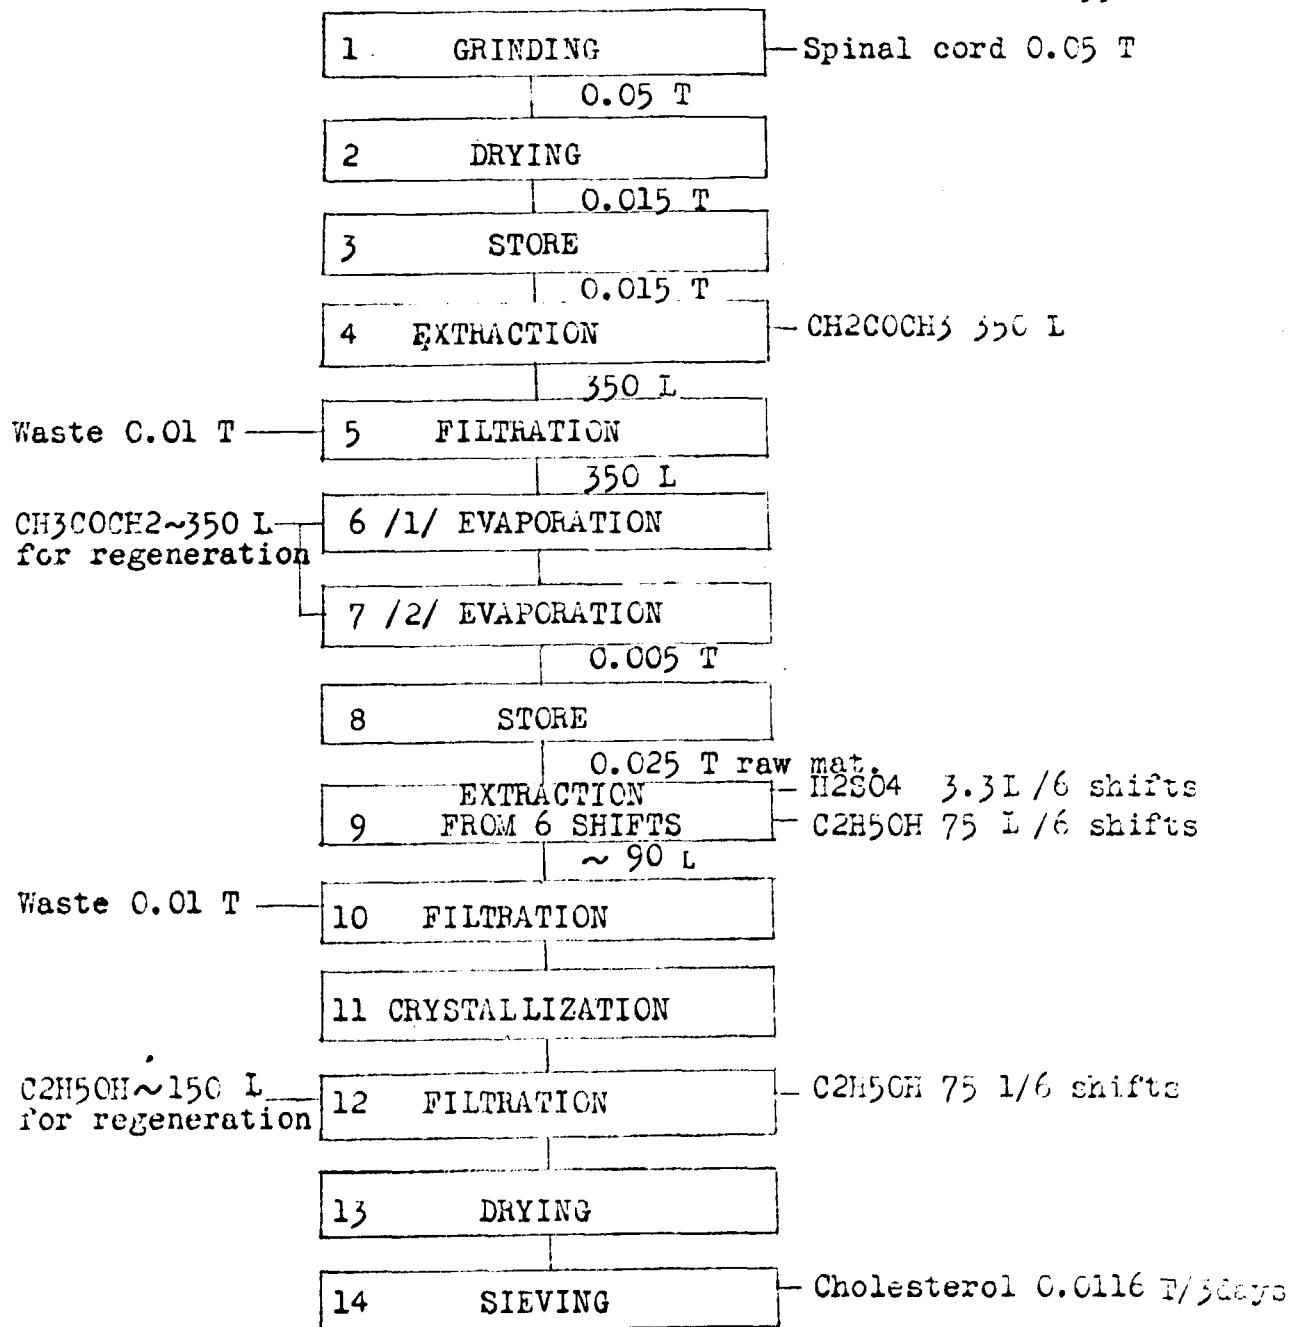 1 GRINDING
Spinal cord 0.05 T
0.05 T
2 DRYING
0.015 T
3 STORE
0.015 T
4 EXTRACTION
CH2COCH3 350 L
350 L
Waste 0.01 T
5 FILTRATION
350 L
CH3COCH2~350 L
for regeneration
6 /1/ EVAPORATION
7 /2/ EVAPORATION
0.005 T
8 STORE
0.025 T raw mat.
H2SO4 3.3 L /6 shifts
EXTRACTION
9 FROM 6 SHIFTS
C2H5OH 75 L /6 shifts
~ 90 L
Waste 0.01 T
10 FILTRATION
11 CRYSTALLIZATION
C2H5OH~150 L
for regeneration
12 FILTRATION
C2H5OH 75 l/6 shifts
13 DRYING
14 SIEVING
Cholesterol 0.0116 T/3days